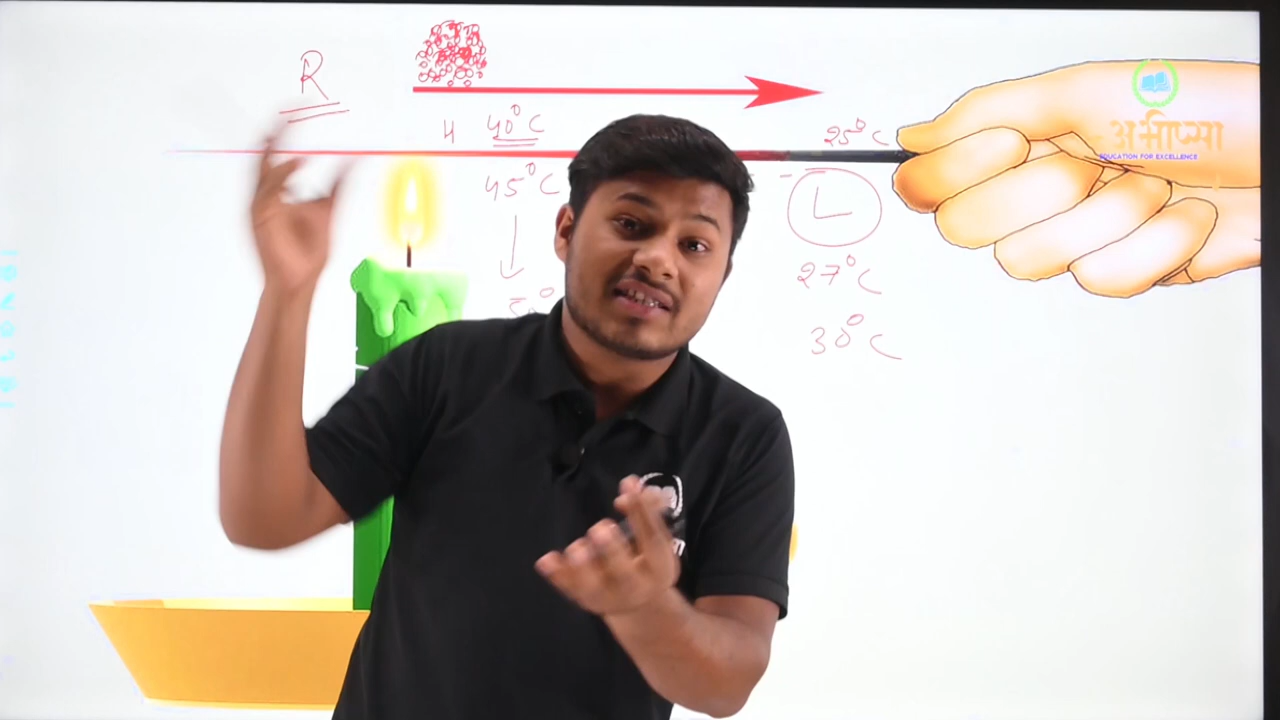 R
H 40°C
25°C
45°C
L
27°C
30°C
अभीप्सा
EDUCATION FOR EXCELLENCE